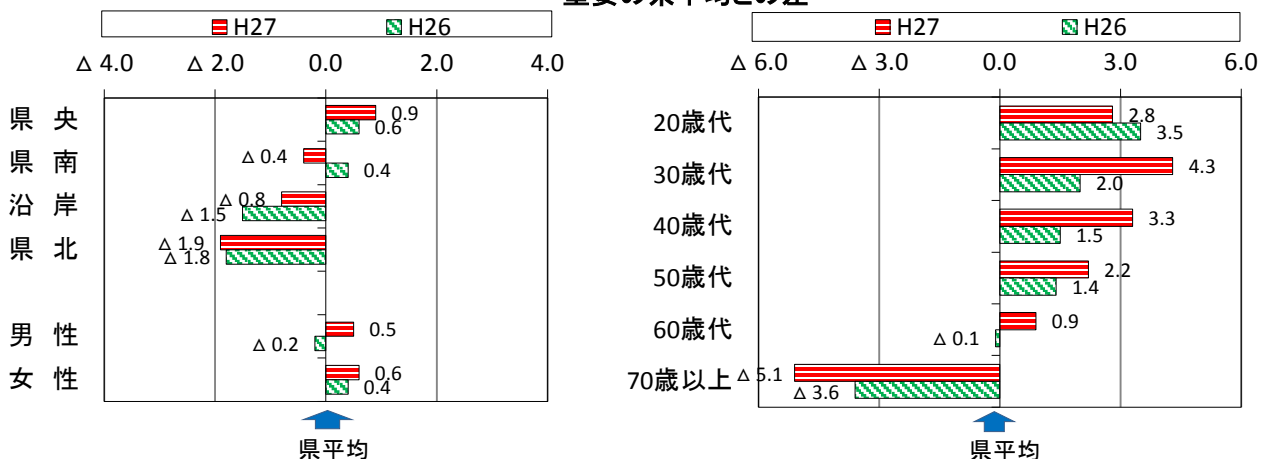 H27 H26
△ 4.0 △ 2.0 0.0 2.0 4.0
県 央 0.9
0.6
県 南 △ 0.4
0.4
沿 岸 △ 0.8
△ 1.5
県 北 △ 1.9
△ 1.8
男 性 0.5
△ 0.2
女 性 0.6
0.4
県平均
H27 H26
△ 6.0 △ 3.0 0.0 3.0 6.0
20歳代 2.8
3.5
30歳代 4.3
2.0
40歳代 3.3
1.5
50歳代 2.2
1.4
60歳代 0.9
△ 0.1
70歳以上 △ 5.1
△ 3.6
県平均